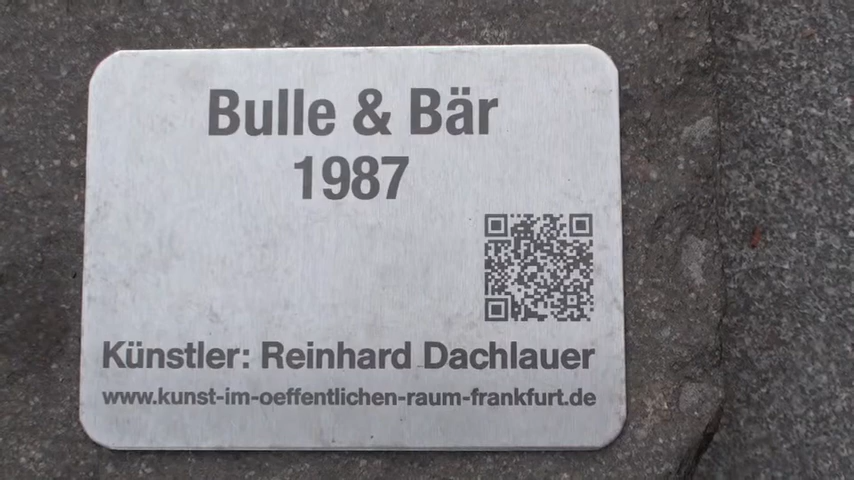 Bulle & Bär
1987
Künstler: Reinhard Dachlauer
www.kunst-im-oeffentlichen-raum-frankfurt.de